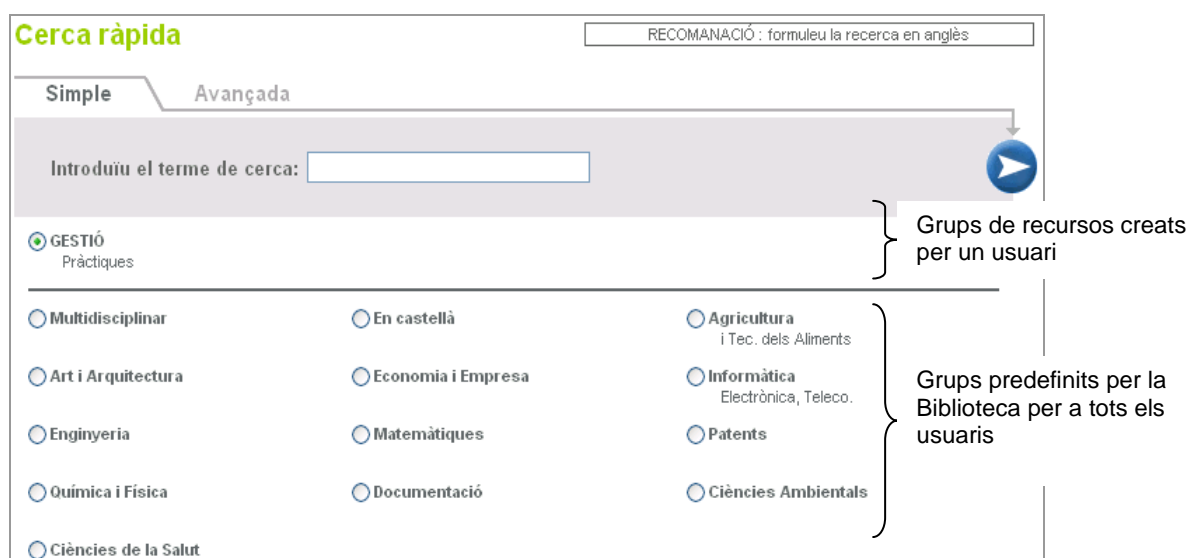 Cerca ràpida
RECOMANACIÓ : formuleu la recerca en anglès
Simple
Avançada
Introduïu el terme de cerca:
GESTIÓ
Pràctiques
Grups de recursos creats
per un usuari
Multidisciplinar
En castellà
Agricultura
i Tec. dels Aliments
Art i Arquitectura
Economia i Empresa
Informàtica
Electrònica, Teleco.
Enginyeria
Matemàtiques
Patents
Química i Física
Documentació
Ciències Ambientals
Ciències de la Salut
Grups predefinits per la
Biblioteca per a tots els
usuaris